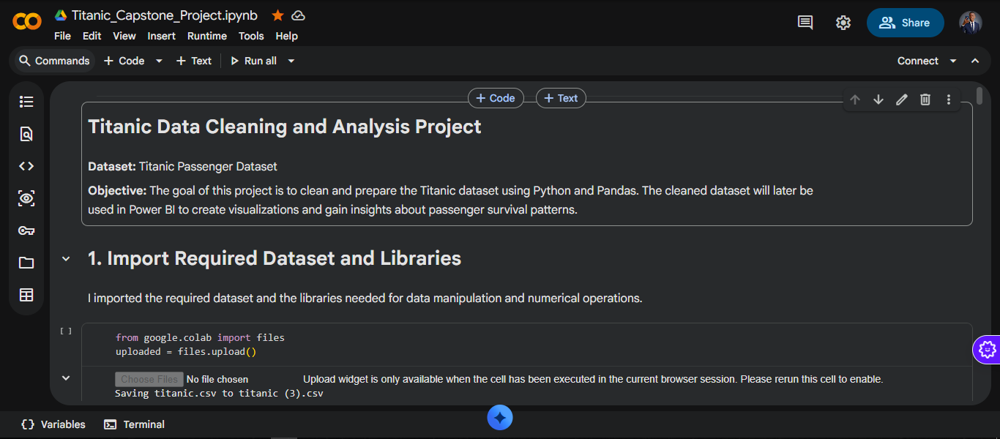 Titanic_Capstone_Project.ipynb
File Edit View Insert Runtime Tools Help
Share
Commands + Code + Text Run all
Connect
+ Code + Text
Titanic Data Cleaning and Analysis Project
Dataset: Titanic Passenger Dataset
Objective: The goal of this project is to clean and prepare the Titanic dataset using Python and Pandas. The cleaned dataset will later be
used in Power BI to create visualizations and gain insights about passenger survival patterns.
1. Import Required Dataset and Libraries
I imported the required dataset and the libraries needed for data manipulation and numerical operations.
[ ]
from google.colab import files
uploaded = files.upload()
Choose Files No file chosen Upload widget is only available when the cell has been executed in the current browser session. Please rerun this cell to enable.
Saving titanic.csv to titanic (3).csv
{} Variables Terminal